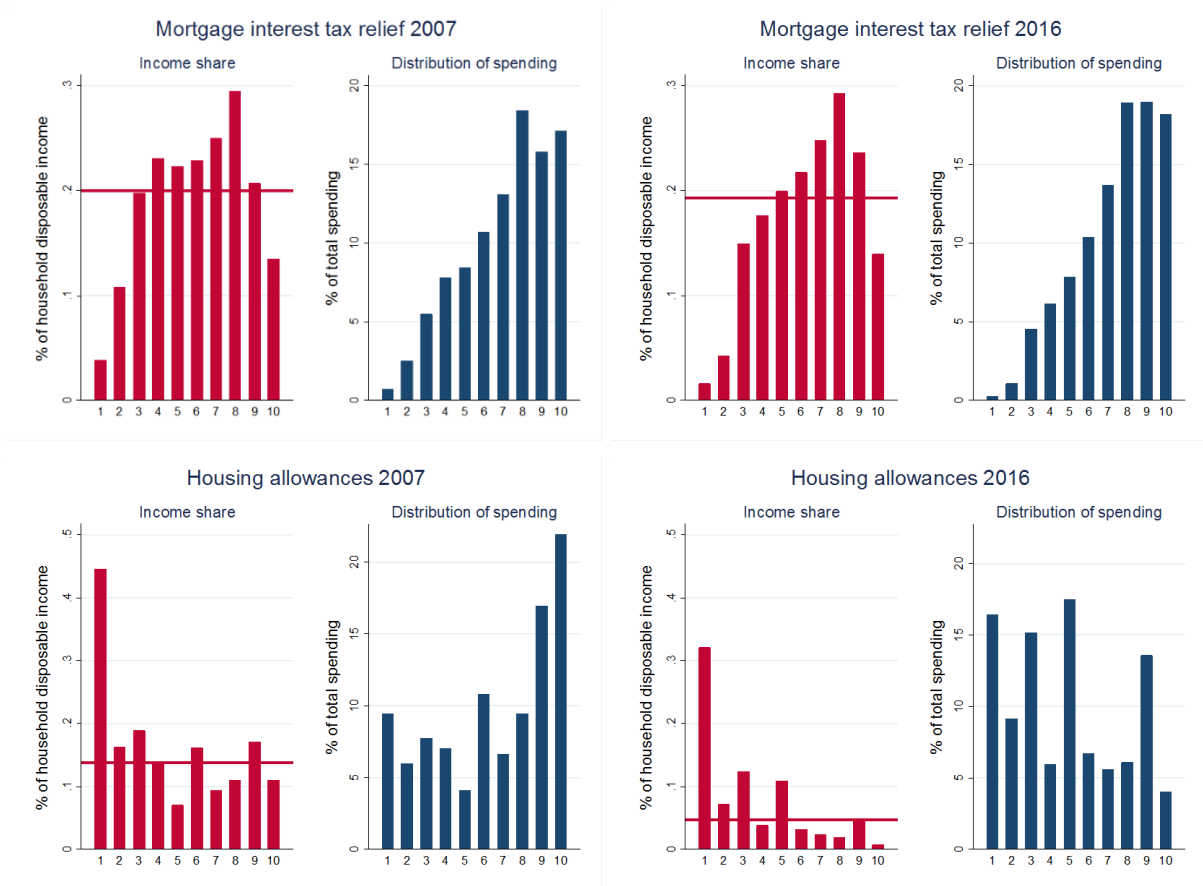 Mortgage interest tax relief 2007
Income share
Distribution of spending
% of household disposable income
0 .1 .2 .3
1 2 3 4 5 6 7 8 9 10
% of total spending
0 5 10 15 20
1 2 3 4 5 6 7 8 9 10
Mortgage interest tax relief 2016
Income share
Distribution of spending
% of household disposable income
0 .1 .2 .3
1 2 3 4 5 6 7 8 9 10
% of total spending
0 5 10 15 20
1 2 3 4 5 6 7 8 9 10
Housing allowances 2007
Income share
Distribution of spending
% of household disposable income
0 .1 .2 .3 .4 .5
1 2 3 4 5 6 7 8 9 10
% of total spending
0 5 10 15 20
1 2 3 4 5 6 7 8 9 10
Housing allowances 2016
Income share
Distribution of spending
% of household disposable income
0 .1 .2 .3 .4 .5
1 2 3 4 5 6 7 8 9 10
% of total spending
0 5 10 15 20
1 2 3 4 5 6 7 8 9 10